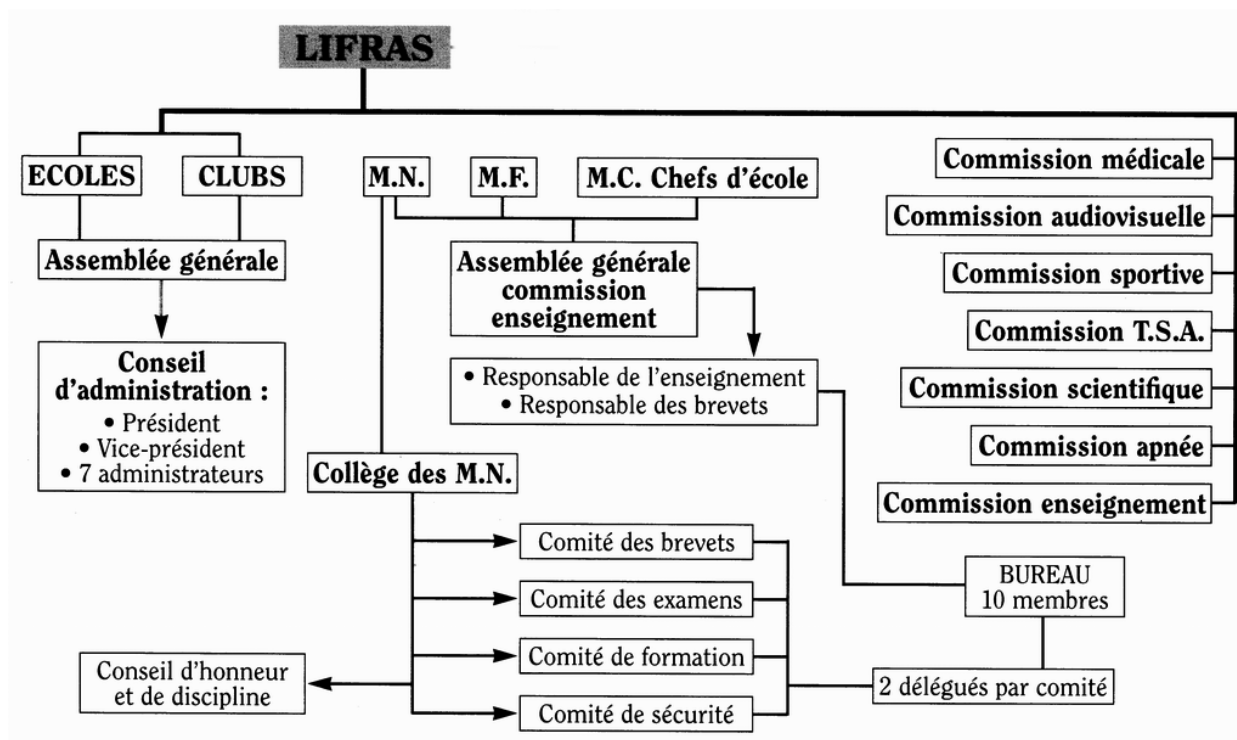 LIFRAS
ECOLES
CLUBS
M.N.
M.F.
M.C. Chefs d'école
Assemblée générale
Conseil
d'administration :
• Président
• Vice-président
• 7 administrateurs
Assemblée générale
commission
enseignement
• Responsable de l'enseignement
• Responsable des brevets
Collège des M.N.
Comité des brevets
Comité des examens
Comité de formation
Comité de sécurité
Conseil d'honneur
et de discipline
Commission médicale
Commission audiovisuelle
Commission sportive
Commission T.S.A.
Commission scientifique
Commission apnée
Commission enseignement
BUREAU
10 membres
2 délégués par comité